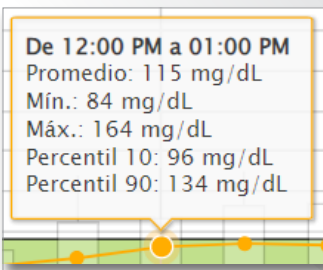 De 12:00 PM a 01:00 PM
Promedio: 115 mg/dL
Mín.: 84 mg/dL
Máx.: 164 mg/dL
Percentil 10: 96 mg/dL
Percentil 90: 134 mg/dL